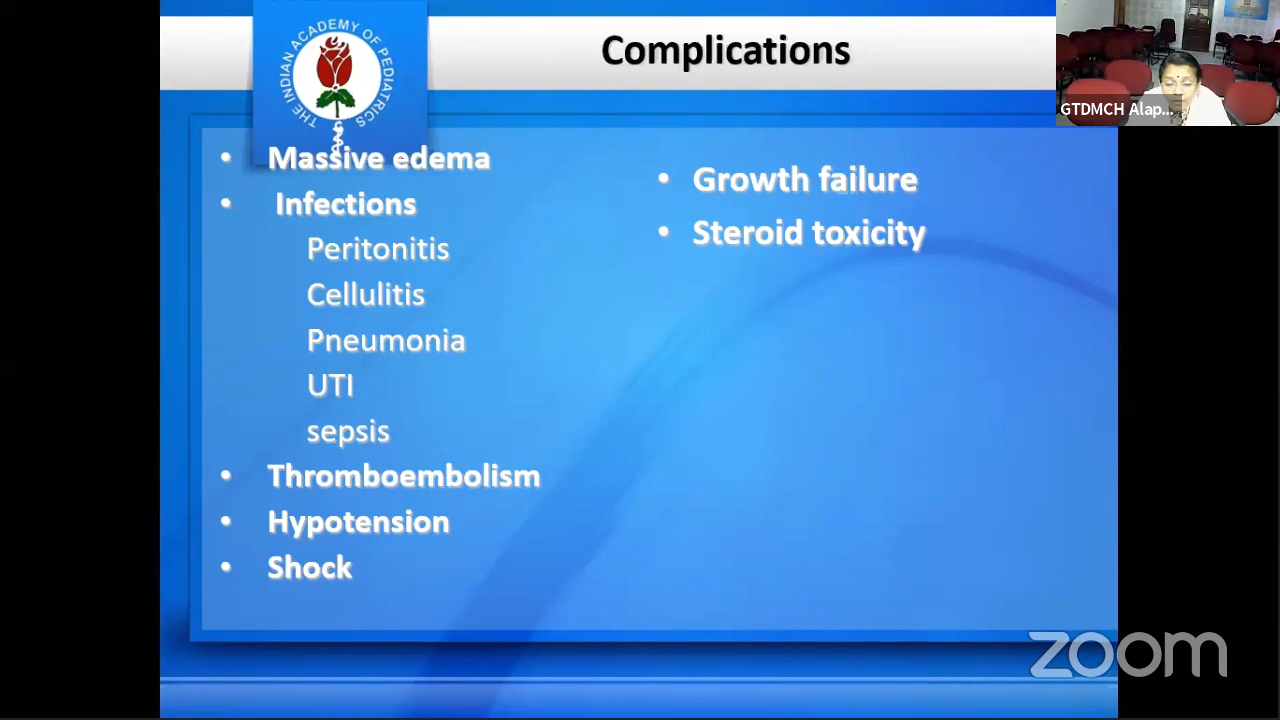 THE INDIAN ACADEMY OF PEDIATRICS
Complications
GTDMCH Alap...
• Massive edema
• Infections
Peritonitis
Cellulitis
Pneumonia
UTI
sepsis
• Thromboembolism
• Hypotension
• Shock
• Growth failure
• Steroid toxicity
zoom